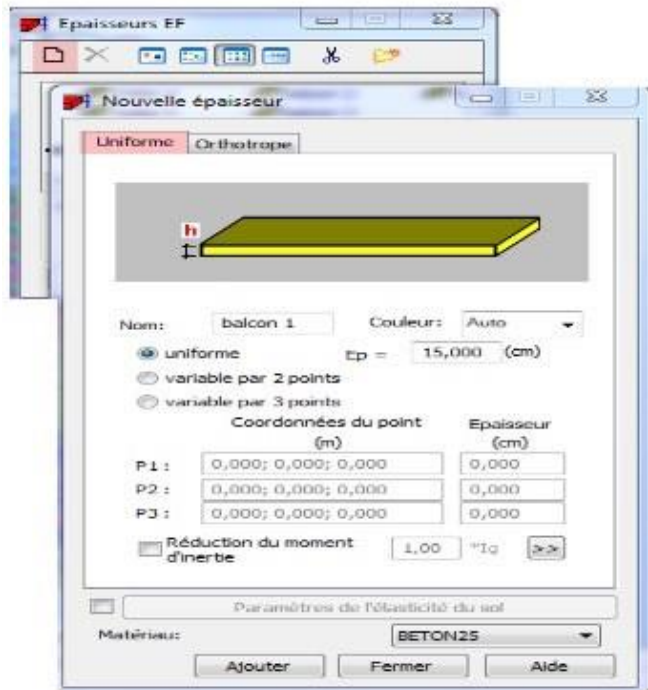 Epaisseurs EF
Nouvelle épaisseur
Uniforme Orthotrope
h
Nom: balcon 1 Couleur: Auto
uniforme Ep = 15,000 (cm)
variable par 2 points
variable par 3 points
Coordonnées du point Epaisseur
(m) (cm)
P1 : 0,000; 0,000; 0,000 0,000
P2 : 0,000; 0,000; 0,000 0,000
P3 : 0,000; 0,000; 0,000 0,000
Réduction du moment
d'inertie 1,00 *Ig >>
Paramètres de l'élasticité du sol
Matériau: BETON25
Ajouter Fermer Aide